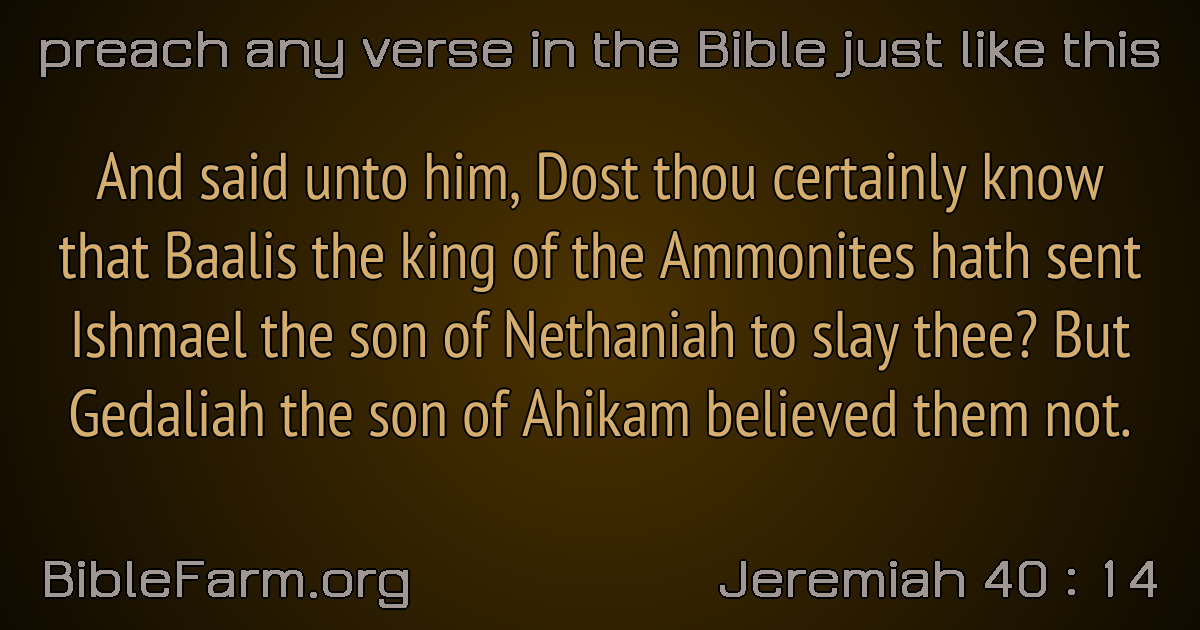 preach any verse in the Bible just like this
And said unto him, Dost thou certainly know
that Baalis the king of the Ammonites hath sent
Ishmael the son of Nethaniah to slay thee? But
Gedaliah the son of Ahikam believed them not.
BibleFarm.org
Jeremiah 40 : 14